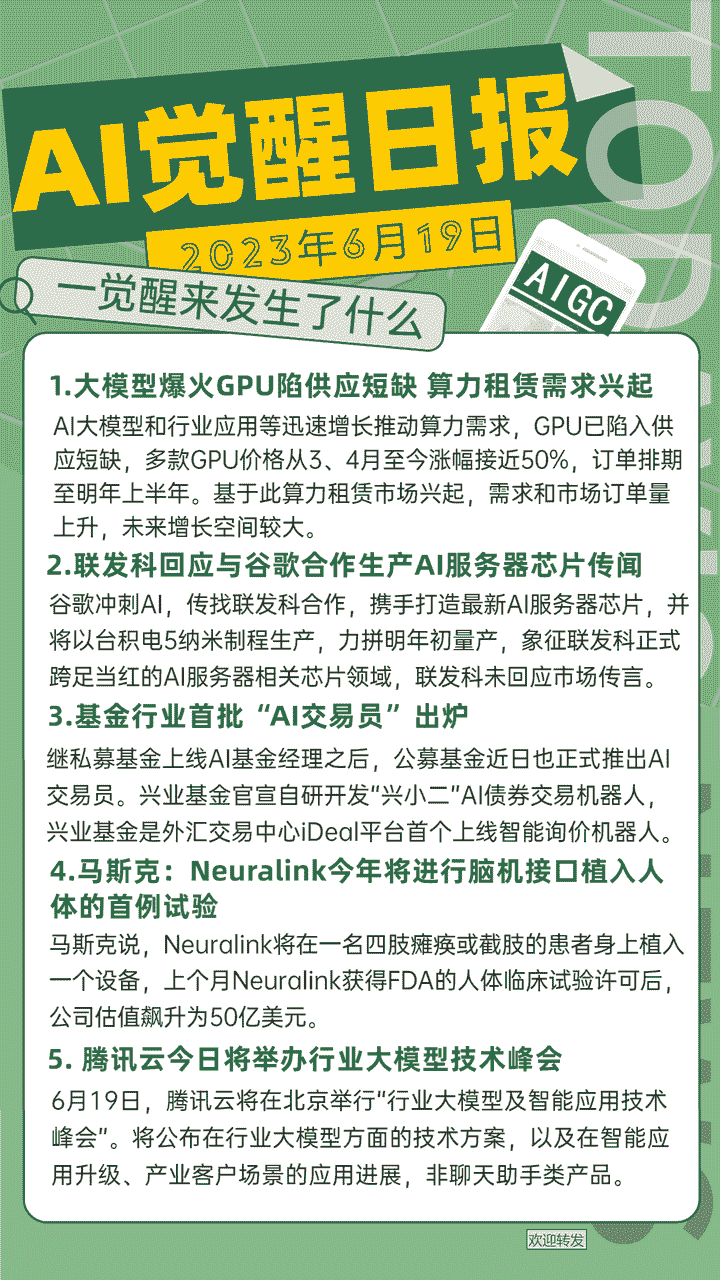 AI觉醒日报
2023年6月19日
一觉醒来发生了什么
AIGC
1.大模型爆火GPU陷供应短缺 算力租赁需求兴起
AI大模型和行业应用等迅速增长推动算力需求，GPU已陷入供
应短缺，多款GPU价格从3、4月至今涨幅接近50%，订单排期
至明年上半年。基于此算力租赁市场兴起，需求和市场订单量
上升，未来增长空间较大。
2.联发科回应与谷歌合作生产AI服务器芯片传闻
谷歌冲刺AI，传找联发科合作，携手打造最新AI服务器芯片，并
将以台积电5纳米制程生产，力拼明年初量产，象征联发科正式
跨足当红的AI服务器相关芯片领域，联发科未回应市场传言。
3.基金行业首批“AI交易员”出炉
继私募基金上线AI基金经理之后，公募基金近日也正式推出AI
交易员。兴业基金官宣自研开发"兴小二"AI债券交易机器人，
兴业基金是外汇交易中心iDeal平台首个上线智能询价机器人。
4.马斯克：Neuralink今年将进行脑机接口植入人
体的首例试验
马斯克说，Neuralink将在一名四肢瘫痪或截肢的患者身上植入
一个设备，上个月Neuralink获得FDA的人体临床试验许可后，
公司估值飙升为50亿美元。
5. 腾讯云今日将举办行业大模型技术峰会
6月19日，腾讯云将在北京举行"行业大模型及智能应用技术
峰会"。将公布在行业大模型方面的技术方案，以及在智能应
用升级、产业客户场景的应用进展，非聊天助手类产品。
欢迎转发